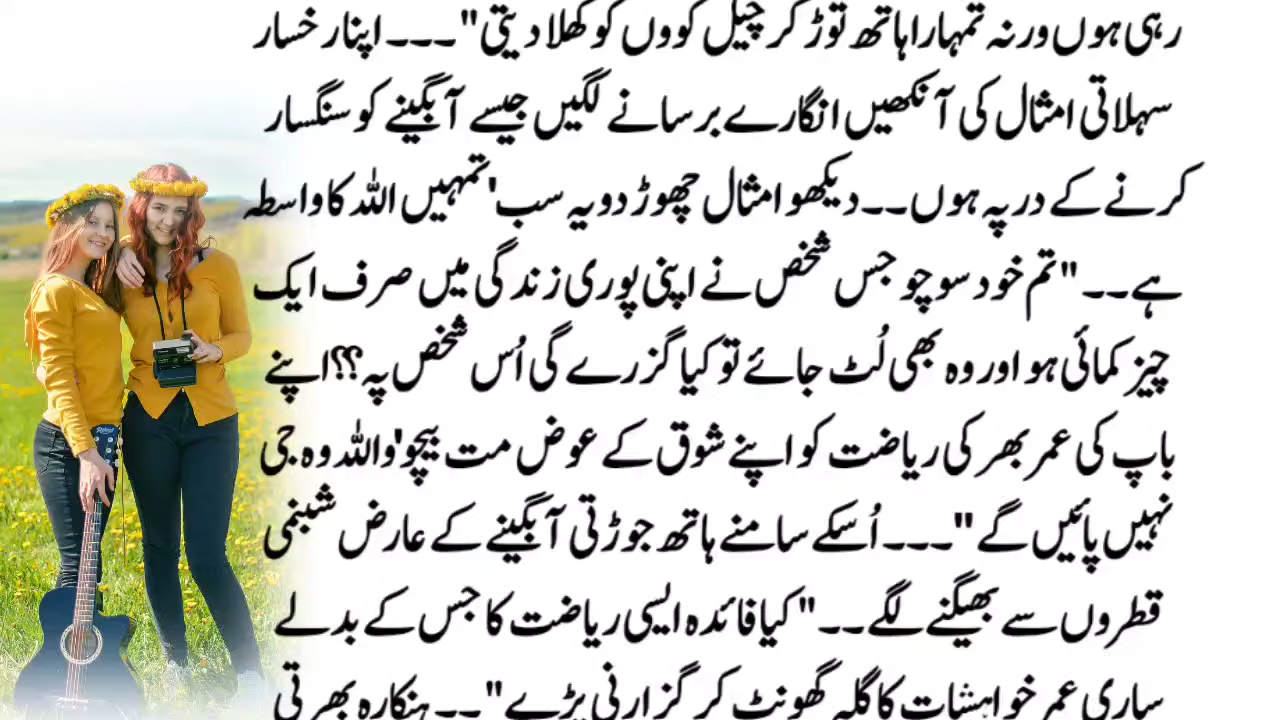 رہی ہوں ورنہ تمہارا ہاتھ توڑ کر چیل کووں کو کھلا دیتی"۔۔۔ اپنا رخسار
سہلاتی امثال کی آنکھیں انگارے برسانے لگیں جیسے آبگینے کو سنگسار
کرنے کے درپہ ہوں۔۔دیکھو امثال چھوڑ دو یہ سب' تمہیں اللہ کا واسطہ
ہے۔۔"تم خود سوچو جس شخص نے اپنی پوری زندگی میں صرف ایک
چیز کمائی ہو اور وہ بھی لُٹ جائے تو کیا گزرے گی اُس شخص پہ؟؟اپنے
باپ کی عمر بھر کی ریاضت کو اپنے شوق کے عوض مت بیچو'واللہ وہ جی
نہیں پائیں گے"۔۔۔اُسکے سامنے ہاتھ جوڑتی آبگینے کے عارض شبنمی
قطروں سے بھیگنے لگے۔۔"کیا فائدہ ایسی ریاضت کا جس کے بدلے
ساری عمر خواہشات کا گلہ گھونٹ کر گزارنی پڑے"۔۔ہنکارہ بھرتی